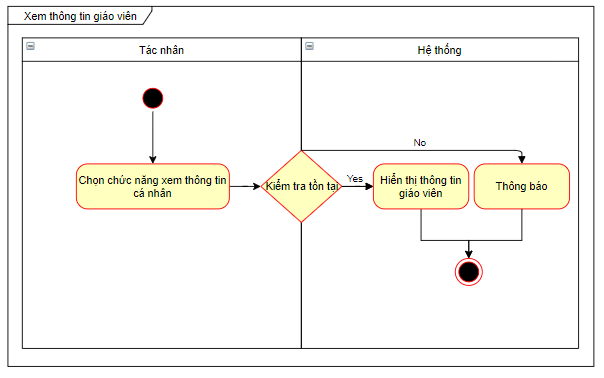 Xem thông tin giáo viên
Tác nhân
Hệ thống
No
Chọn chức năng xem thông tin
cá nhân
Kiểm tra tồn tại
Yes
Hiển thị thông tin
giáo viên
Thông báo